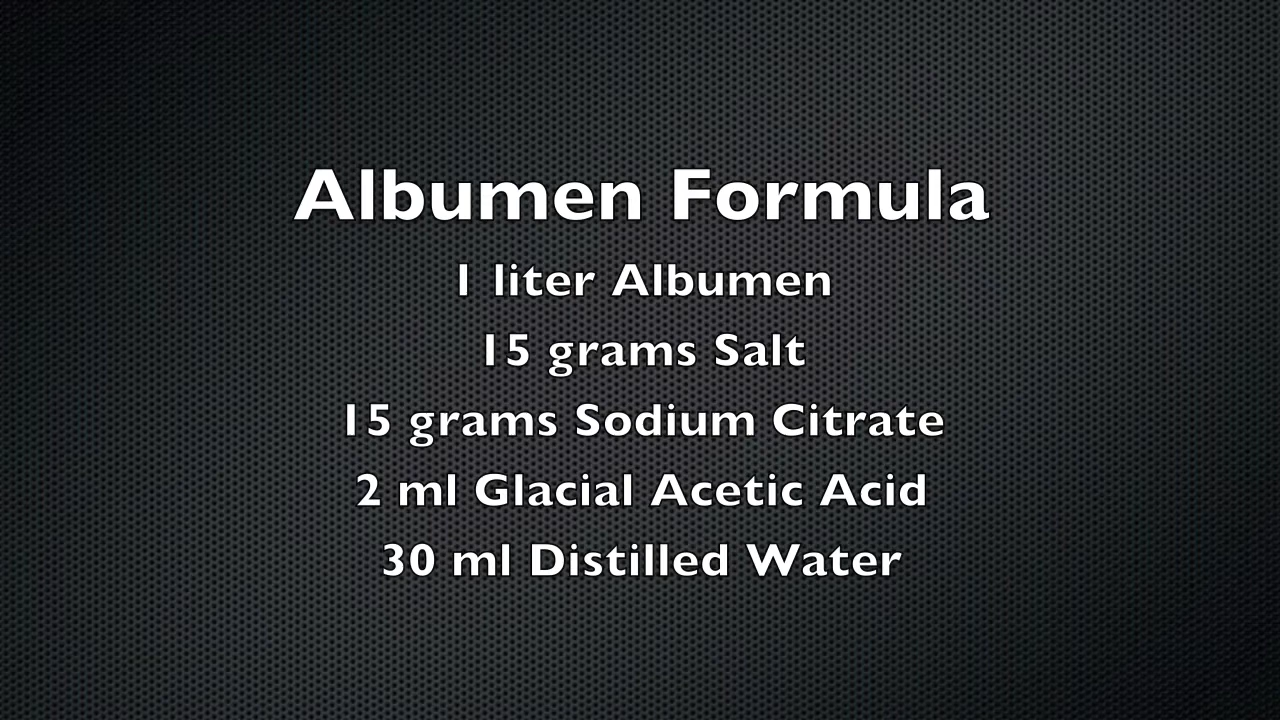 Albumen Formula
1 liter Albumen
15 grams Salt
15 grams Sodium Citrate
2 ml Glacial Acetic Acid
30 ml Distilled Water